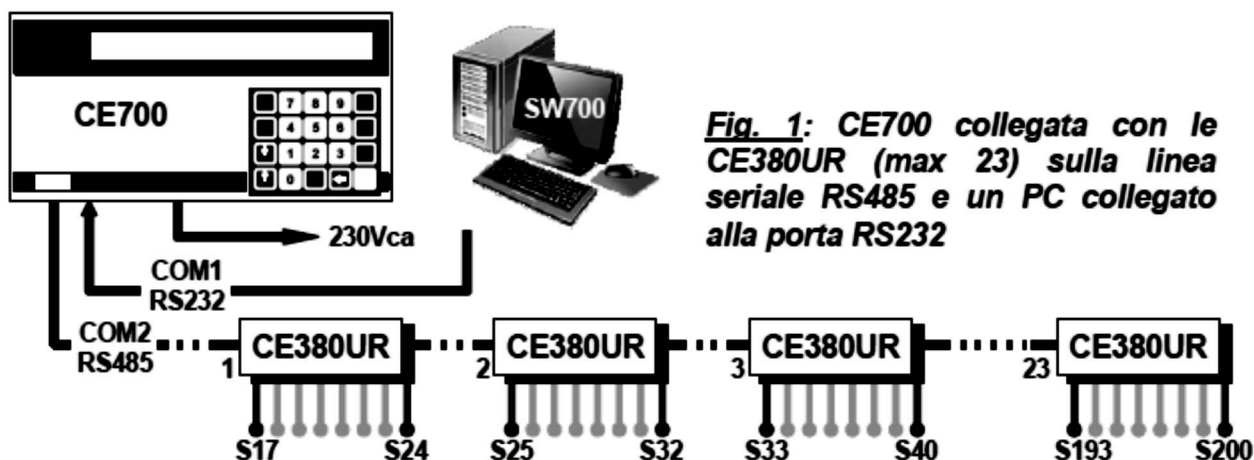 CE700
7 8 9
4 5 6
1 2 3
0
SW700
Fig. 1: CE700 collegata con le
CE380UR (max 23) sulla linea
seriale RS485 e un PC collegato
alla porta RS232
230Vca
COM1
RS232
COM2
RS485
1 CE380UR
2 CE380UR
3 CE380UR
23 CE380UR
S17 S24 S25 S32 S33 S40 S193 S200